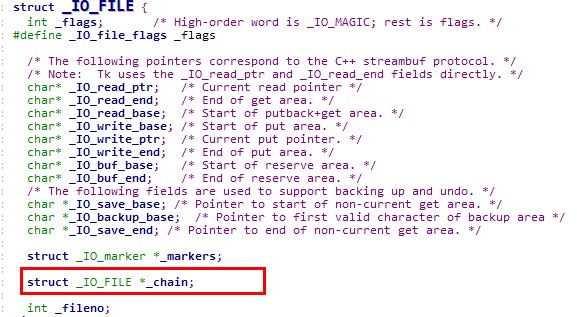 struct _IO_FILE {
int _flags; /* High-order word is _IO_MAGIC; rest is flags. */
#define _IO_file_flags _flags
/* The following pointers correspond to the C++ streambuf protocol. */
/* Note: Tk uses the _IO_read_ptr and _IO_read_end fields directly. */
char* _IO_read_ptr; /* Current read pointer */
char* _IO_read_end; /* End of get area. */
char* _IO_read_base; /* Start of putback+get area. */
char* _IO_write_base; /* Start of put area. */
char* _IO_write_ptr; /* Current put pointer. */
char* _IO_write_end; /* End of put area. */
char* _IO_buf_base; /* Start of reserve area. */
char* _IO_buf_end; /* End of reserve area. */
/* The following fields are used to support backing up and undo. */
char *_IO_save_base; /* Pointer to start of non-current get area. */
char *_IO_backup_base; /* Pointer to first valid character of backup area */
char *_IO_save_end; /* Pointer to end of non-current get area. */
struct _IO_marker *_markers;
struct _IO_FILE *_chain;
int _fileno;